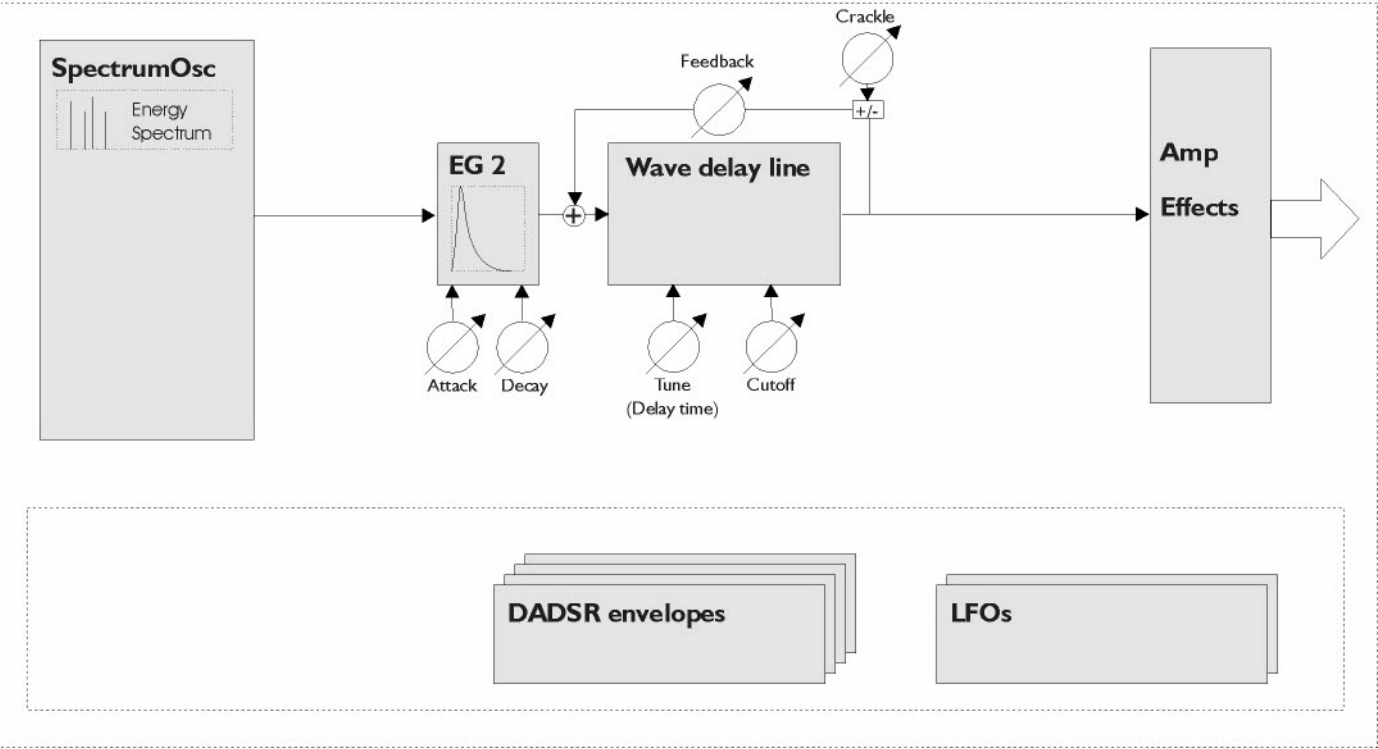 Crackle
SpectrumOsc
Feedback
Energy
Spectrum
+/-
EG 2
Wave delay line
Amp
Effects
+
Attack
Decay
Tune
(Delay time)
Cutoff
DADSR envelopes
LFOs